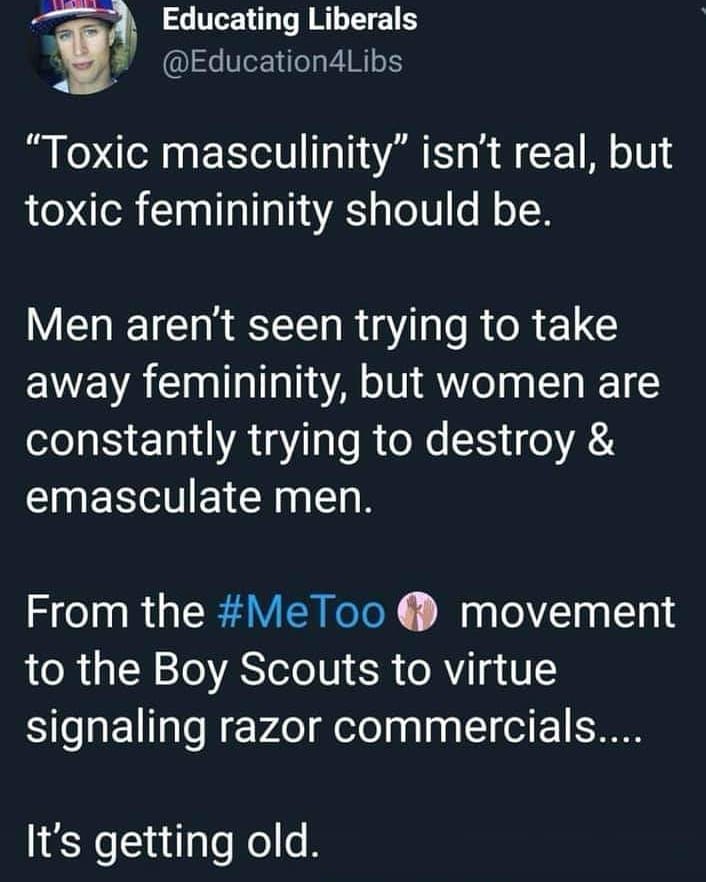 Educating Liberals
@Education4Libs
“Toxic masculinity” isn’t real, but
toxic femininity should be.
Men aren’t seen trying to take
away femininity, but women are
constantly trying to destroy &
emasculate men.
From the #MeToo movement
to the Boy Scouts to virtue
signaling razor commercials....
It’s getting old.